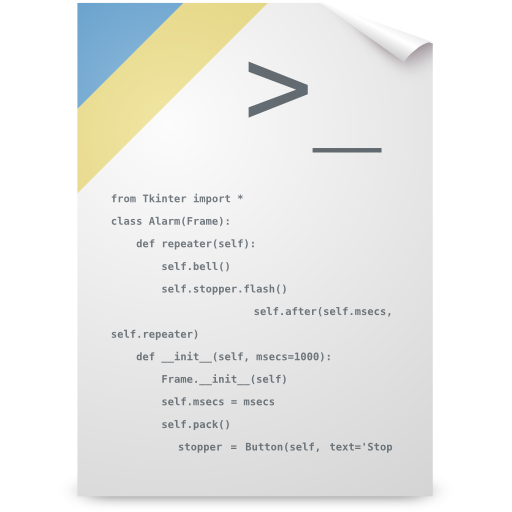 >_
from Tkinter import *
class Alarm(Frame):
    def repeater(self):
        self.bell()
        self.stopper.flash()
                self.after(self.msecs,
self.repeater)
    def __init__(self, msecs=1000):
        Frame.__init__(self)
        self.msecs = msecs
        self.pack()
          stopper = Button(self, text='Stop